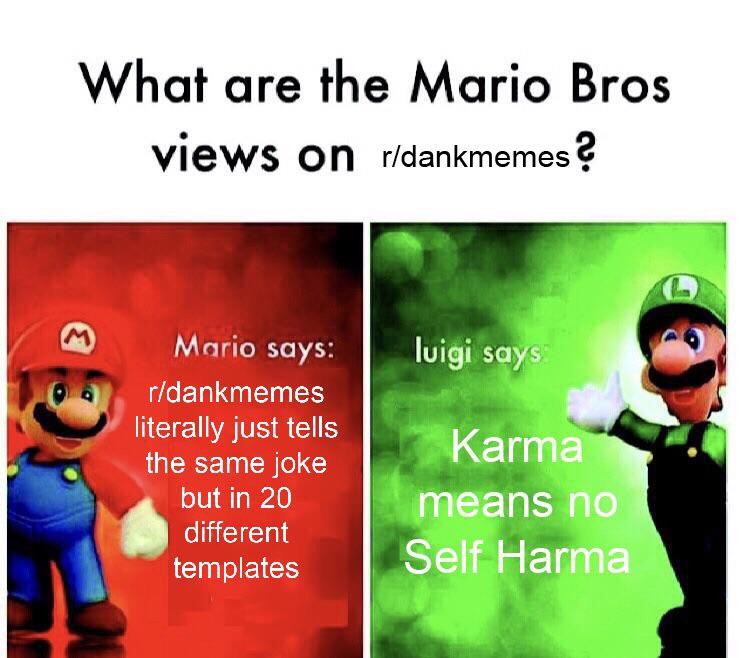 What are the Mario Bros
views on r/dankmemes?
M
Mario says:
r/dankmemes
literally just tells
the same joke
but in 20
different
templates
L
luigi says:
Karma
means no
Self Harma